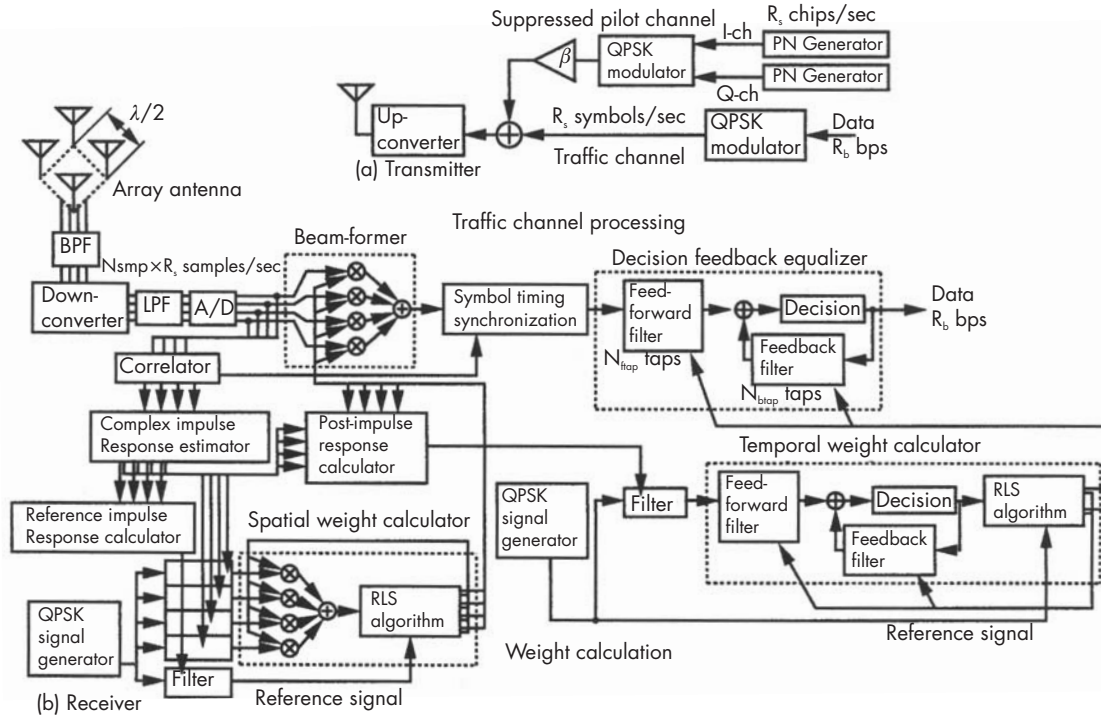 Suppressed pilot channel
R_s chips/sec
I-ch
PN Generator
QPSK
modulator
β
PN Generator
Q-ch
λ/2
Up-
converter
R_s symbols/sec
QPSK
modulator
Data
R_b bps
Traffic channel
(a) Transmitter
Array antenna
Traffic channel processing
BPF
Beam-former
Nsmp×R_s samples/sec
Decision feedback equalizer
Down-
converter
LPF
A/D
Symbol timing
synchronization
Feed-
forward
filter
Decision
Data
R_b bps
Feedback
filter
N_ftap taps
N_btap taps
Correlator
Complex impulse
Response estimator
Post-impulse
response
calculator
Temporal weight calculator
QPSK
signal
generator
Filter
Feed-
forward
filter
Decision
RLS
algorithm
Feedback
filter
Reference impulse
Response calculator
Spatial weight calculator
QPSK
signal
generator
RLS
algorithm
Reference signal
Weight calculation
Filter
Reference signal
(b) Receiver